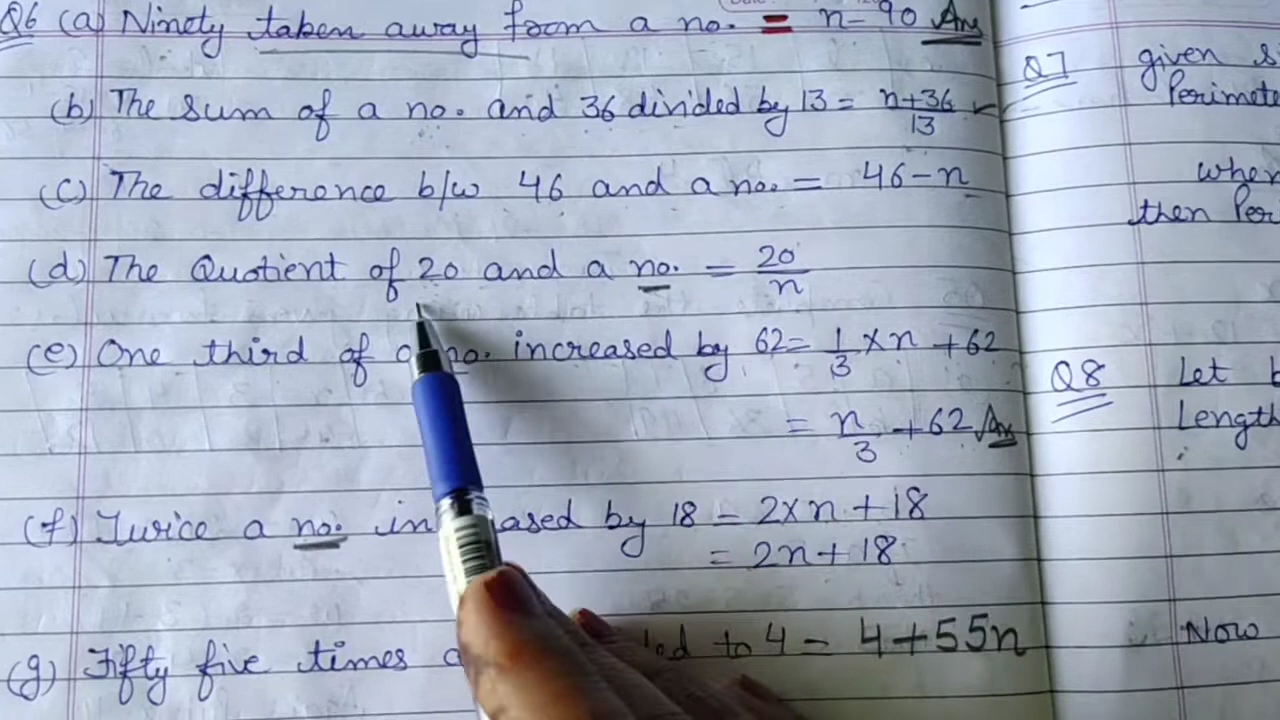 Q6 (a) Ninety taken away from a no. = n-90 Ans
(b) The sum of a no. and 36 divided by 13 = n+36/13
(c) The difference b/w 46 and a no. = 46-n
(d) The Quotient of 20 and a no. = 20/n
(e) One third of a no. increased by 62 = 1/3 × n + 62
= n/3 + 62 Ans
(f) Twice a no. in ased by 18 = 2×n+18
= 2n+18
(g) Fifty five times to 4 = 4+55n
Q7 given
when
then
Q8 Let
Length
Now